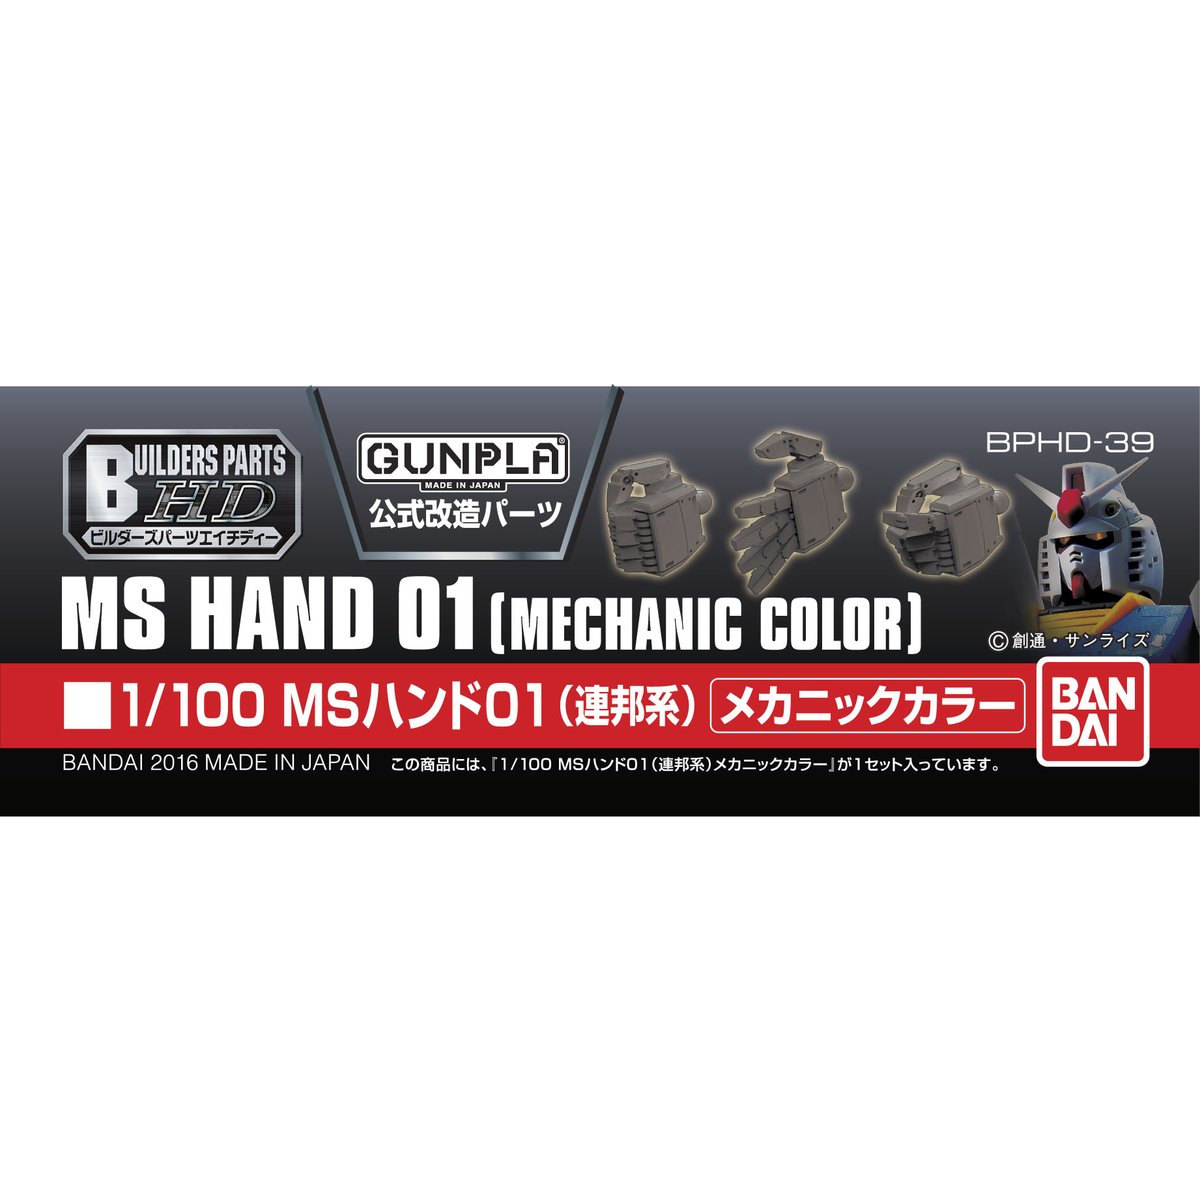 BUILDERS PARTS
HD
ビルダーズパーツエイチディー
GUNPLA®
MADE IN JAPAN
公式改造パーツ
BPHD-39
MS HAND 01 [MECHANIC COLOR]
©創通・サンライズ
■1/100 MSハンド01(連邦系) メカニックカラー
BAN
DAI
BANDAI 2016 MADE IN JAPAN この商品には、『1/100 MSハンド01(連邦系)メカニックカラー』が1セット入っています。